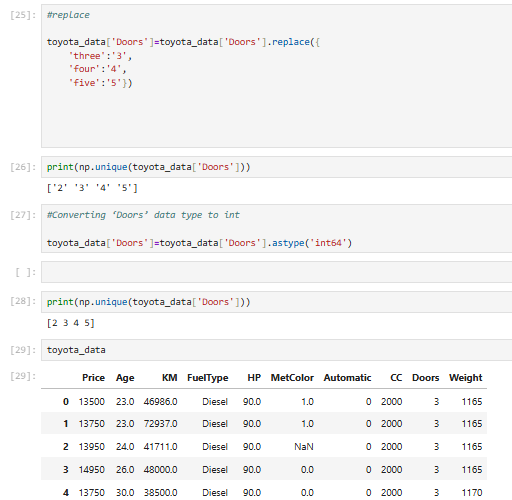 [25]: #replace
toyota_data['Doors']=toyota_data['Doors'].replace({
'three':'3',
'four':'4',
'five':'5'})
[26]: print(np.unique(toyota_data['Doors']))
['2' '3' '4' '5']
[27]: #Converting ‘Doors’ data type to int
toyota_data['Doors']=toyota_data['Doors'].astype('int64')
[ ]:
[28]: print(np.unique(toyota_data['Doors']))
[2 3 4 5]
[29]: toyota_data
[29]: Price Age KM FuelType HP MetColor Automatic CC Doors Weight
0 13500 23.0 46986.0 Diesel 90.0 1.0 0 2000 3 1165
1 13750 23.0 72937.0 Diesel 90.0 1.0 0 2000 3 1165
2 13950 24.0 41711.0 Diesel 90.0 NaN 0 2000 3 1165
3 14950 26.0 48000.0 Diesel 90.0 0.0 0 2000 3 1165
4 13750 30.0 38500.0 Diesel 90.0 0.0 0 2000 3 1170